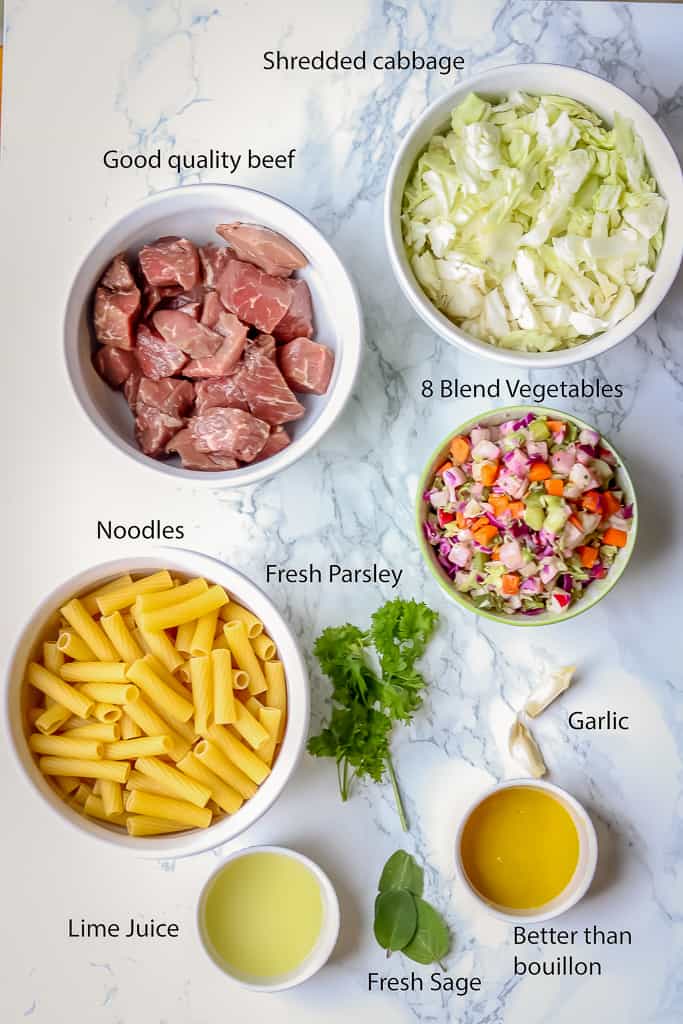 Shredded cabbage
Good quality beef
8 Blend Vegetables
Noodles
Fresh Parsley
Garlic
Lime Juice
Better than
bouillon
Fresh Sage